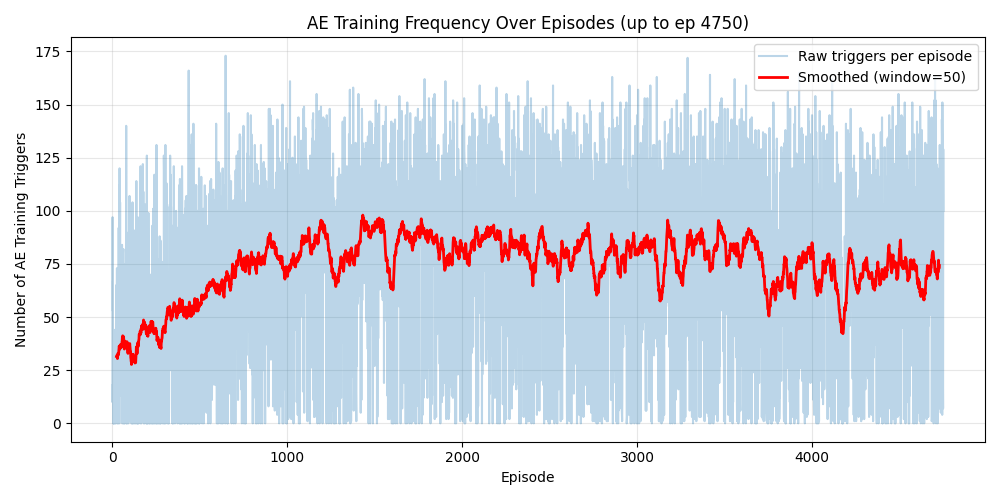 AE Training Frequency Over Episodes (up to ep 4750)
Raw triggers per episode
Smoothed (window=50)
Number of AE Training Triggers
175
150
125
100
75
50
25
0
0 1000 2000 3000 4000
Episode